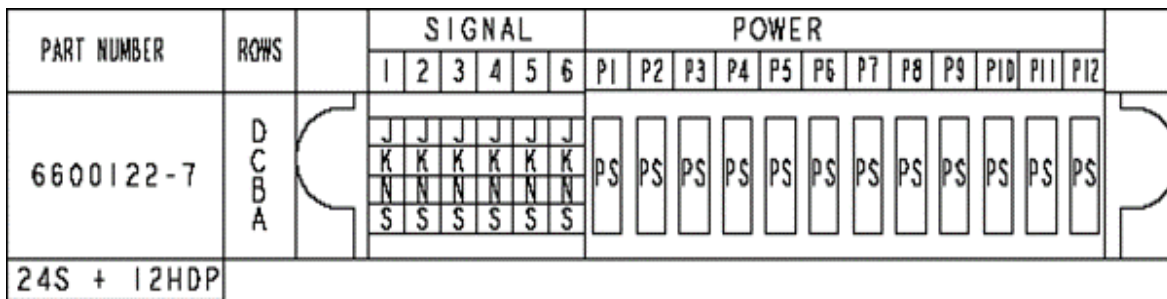 PART NUMBER ROWS SIGNAL POWER
1 2 3 4 5 6 P1 P2 P3 P4 P5 P6 P7 P8 P9 P10 P11 P12
D J J J J J J
C K K K K K K
6600122-7 PS PS PS PS PS PS PS PS PS PS PS PS
B N N N N N N
A S S S S S S
24S + 12HDP